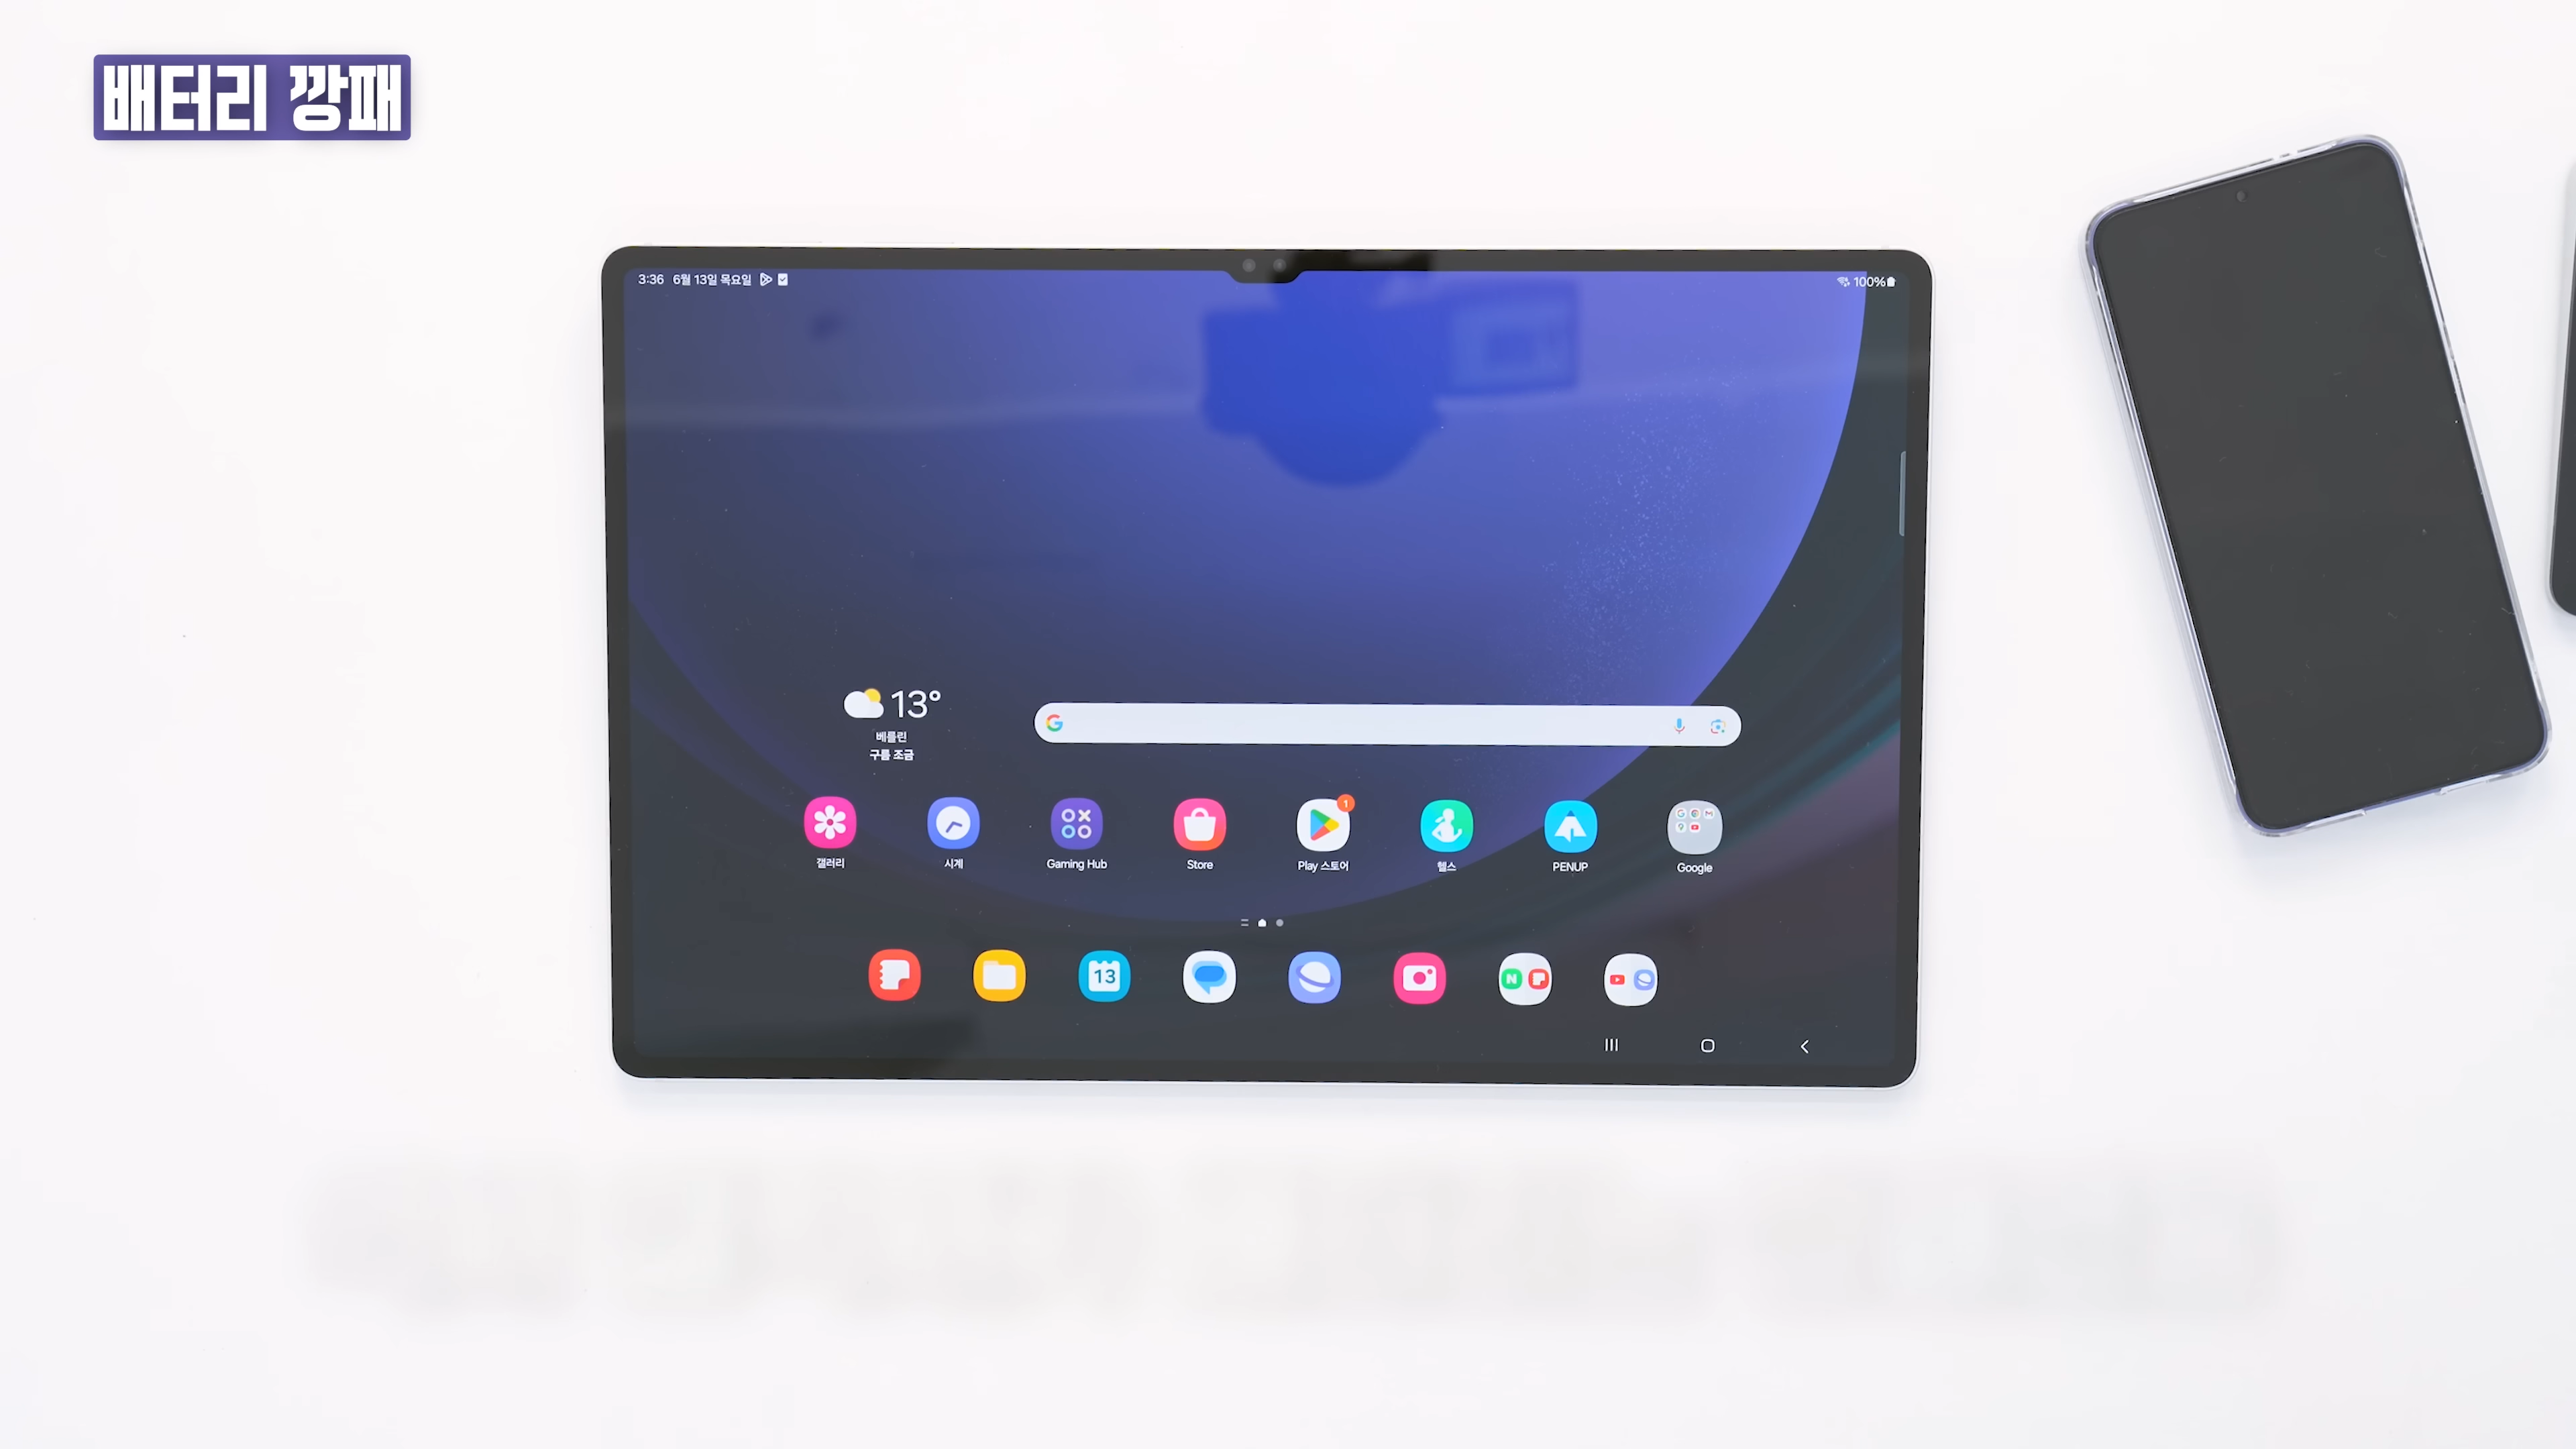 배터리 깡패
3:36 6월 13일 목요일
100%
13°
베를린
구름 조금
갤러리
시계
Gaming Hub
Store
Play 스토어
1
헬스
PENUP
Google
13
N